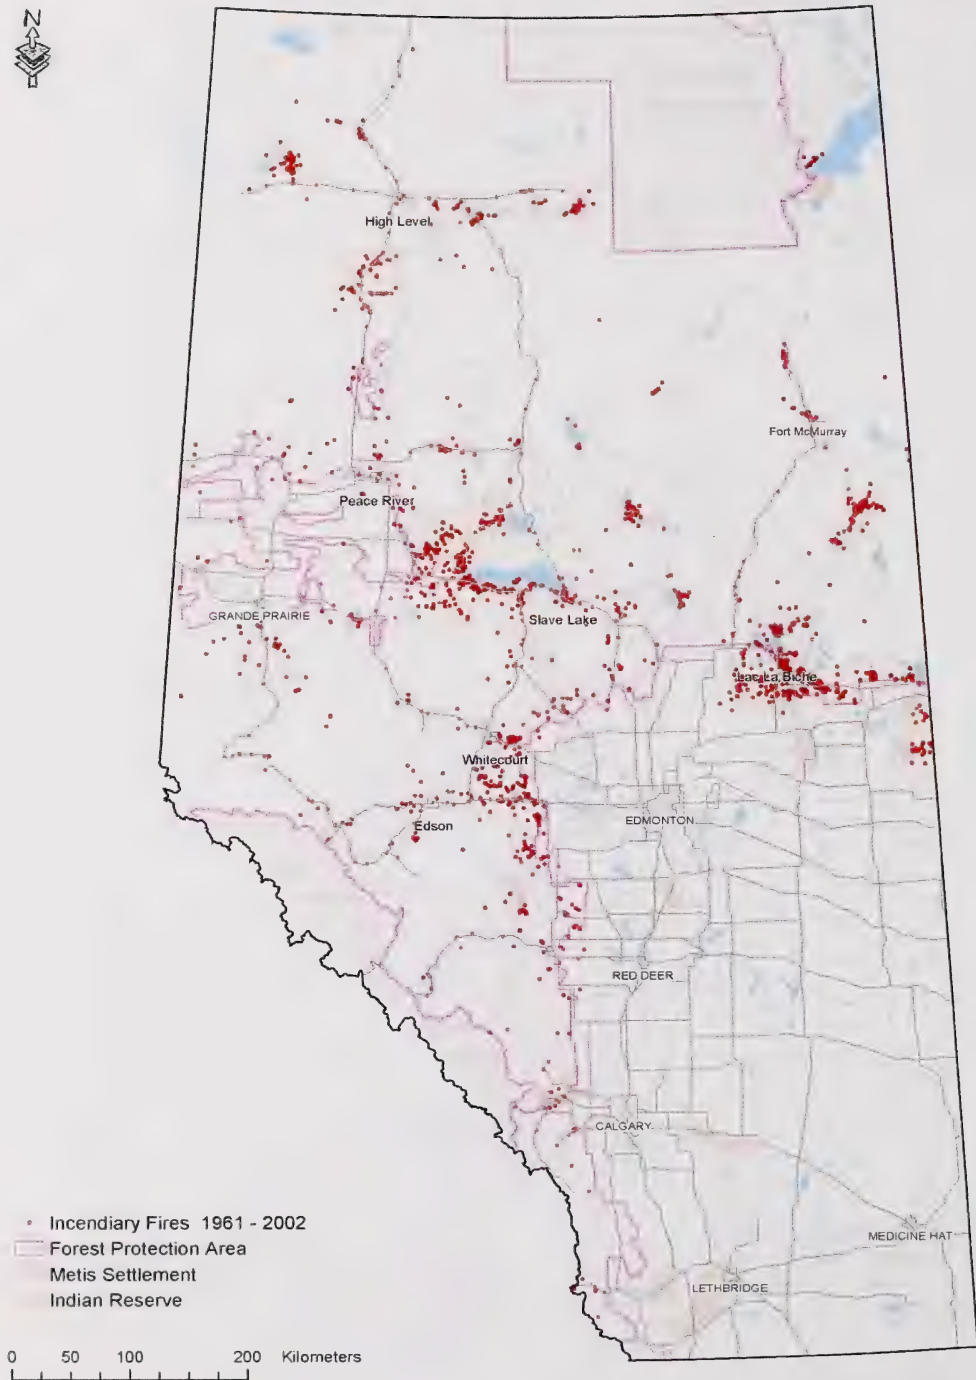 N
High Level
Fort McMurray
Peace River
GRANDE PRAIRIE
Slave Lake
Lac La Biche
Whitecourt
Edson
EDMONTON
RED DEER
CALGARY
Incendiary Fires 1961 - 2002
Forest Protection Area
MEDICINE HAT
Metis Settlement
LETHBRIDGE
Indian Reserve
0 50 100 200 Kilometers